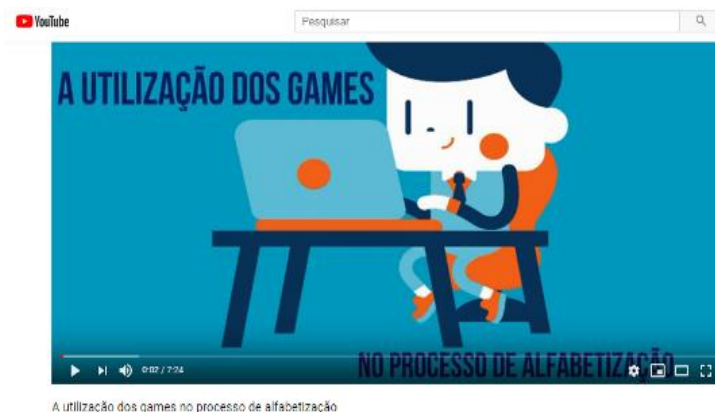 YouTube
Pesquisar
A UTILIZAÇÃO DOS GAMES
NO PROCESSO DE ALFABETIZAÇÃO
0:02 / 7:24
A utilização dos games no processo de alfabetização